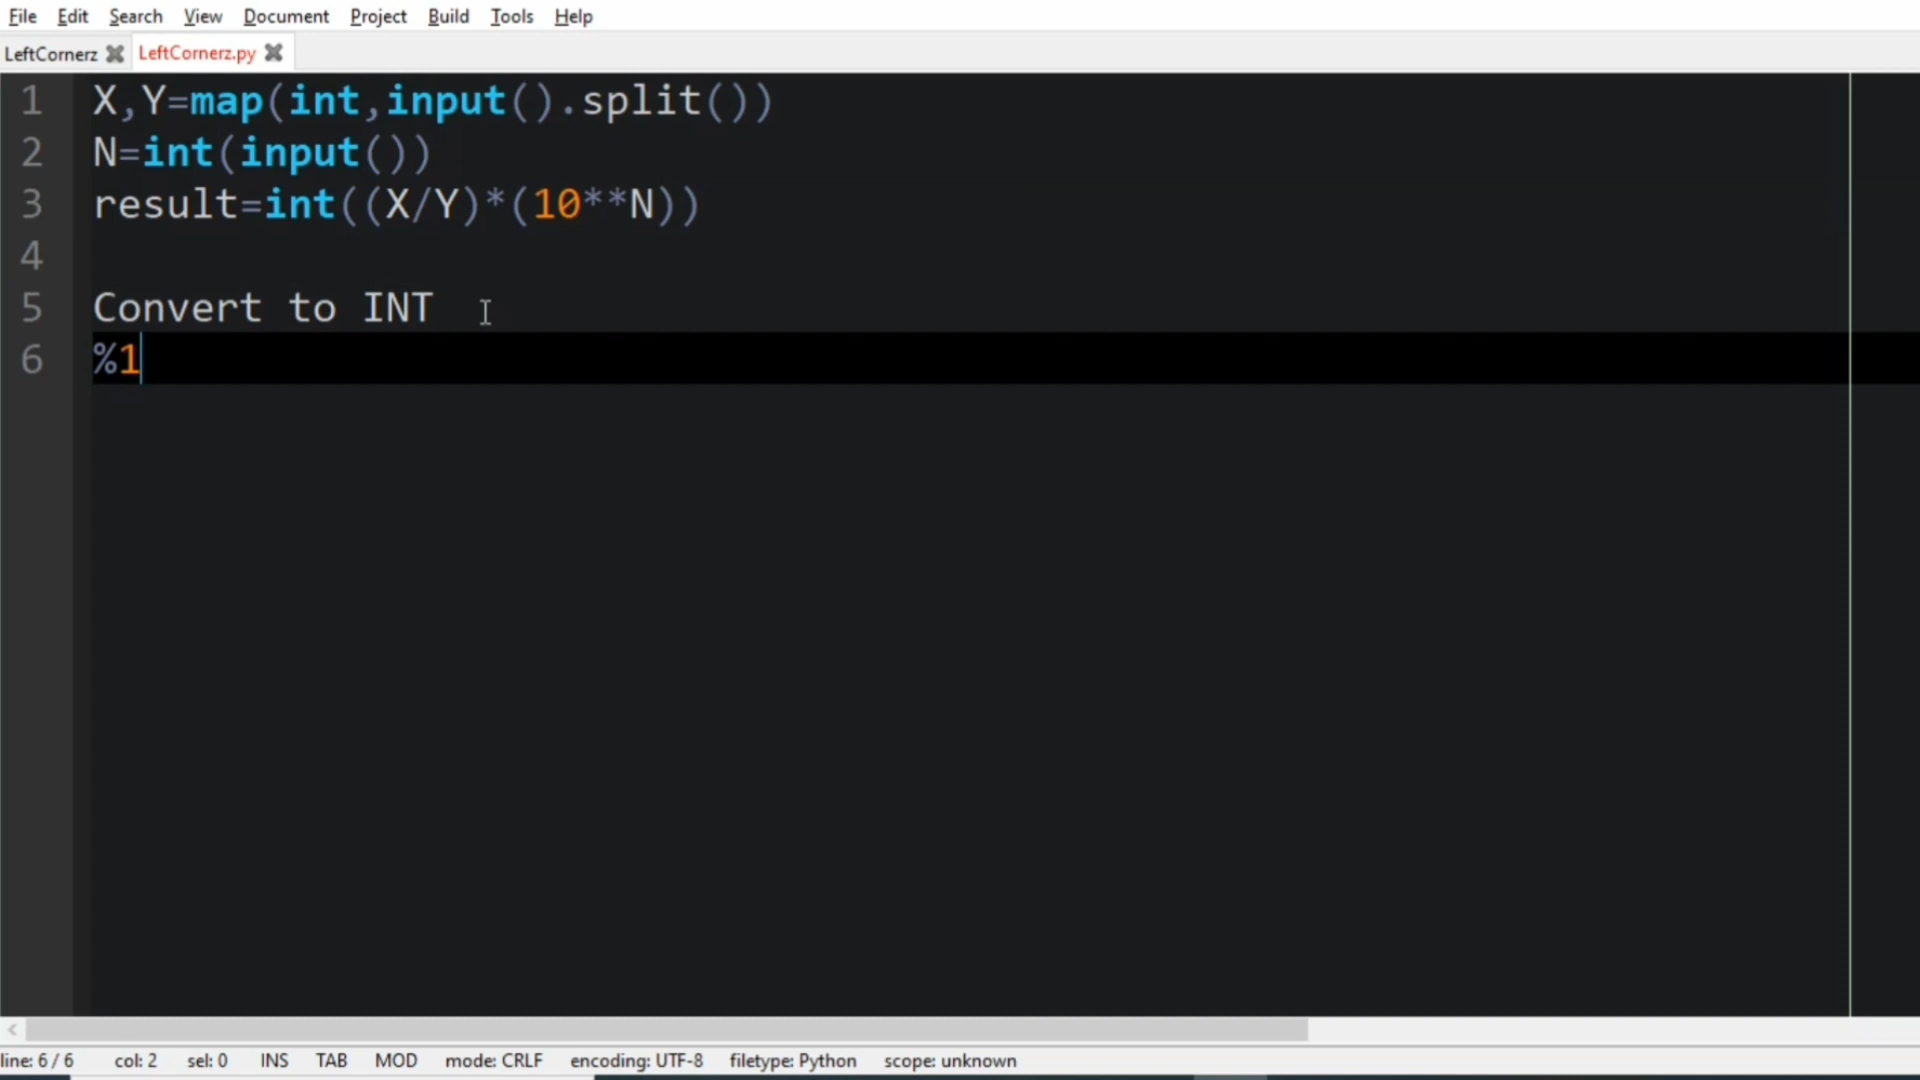 File Edit Search View Document Project Build Tools Help
LeftCornerz LeftCornerz.py
1 X,Y=map(int,input().split())
2 N=int(input())
3 result=int((X/Y)*(10**N))
4
5 Convert to INT
6 %1
line: 6 / 6 col: 2 sel: 0 INS TAB MOD mode: CRLF encoding: UTF-8 filetype: Python scope: unknown